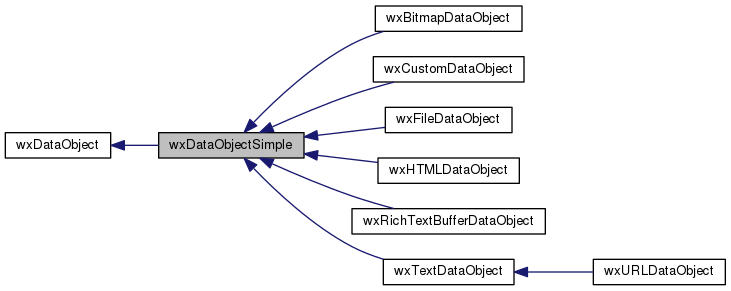 wxBitmapDataObject
wxCustomDataObject
wxFileDataObject
wxDataObject
wxDataObjectSimple
wxHTMLDataObject
wxRichTextBufferDataObject
wxTextDataObject
wxURLDataObject